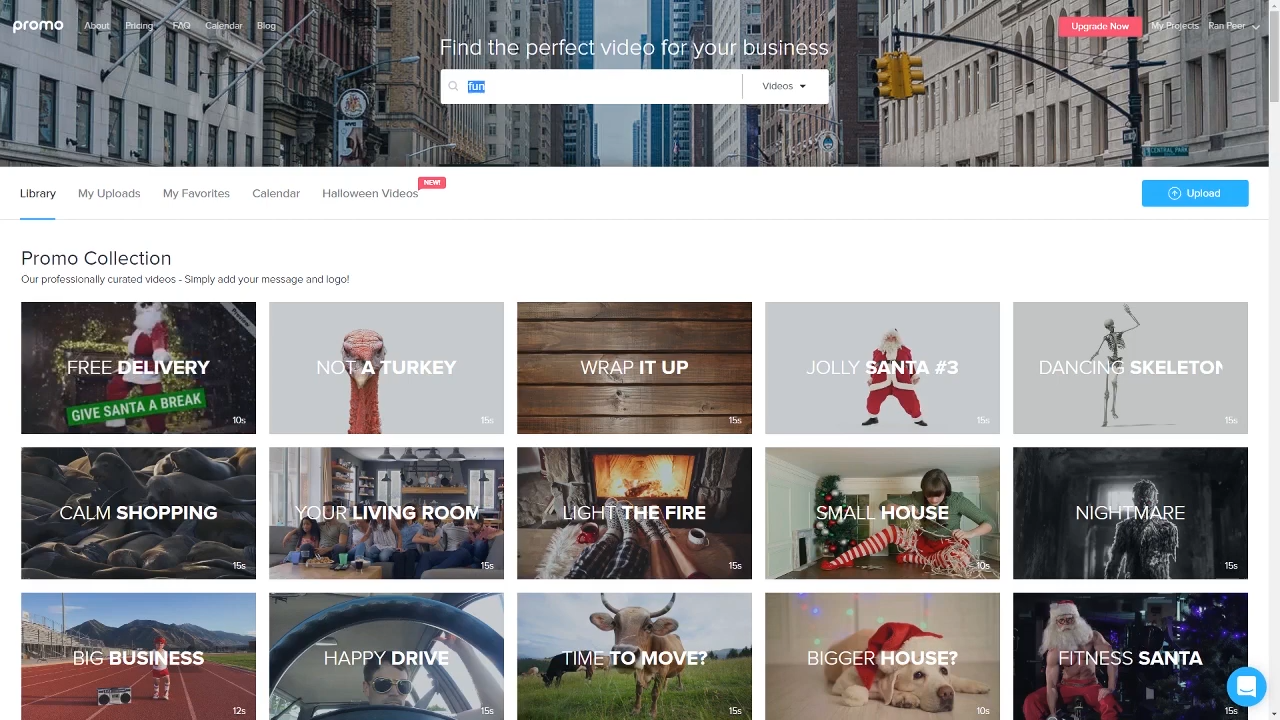 promo About Pricing FAQ Calendar Blog Upgrade Now My Projects Ran Peer
Find the perfect video for your business
fun Videos
CENTRAL PARK
Library My Uploads My Favorites Calendar Halloween Videos NEW! Upload
Promo Collection
Our professionally curated videos - Simply add your message and logo!
FREE DELIVERY
GIVE SANTA A BREAK
10s
NOT A TURKEY
15s
WRAP IT UP
15s
JOLLY SANTA #3
15s
DANCING SKELETON
15s
CALM SHOPPING
15s
YOUR LIVING ROOM
15s
LIGHT THE FIRE
15s
SMALL HOUSE
10s
NIGHTMARE
15s
BIG BUSINESS
12s
HAPPY DRIVE
15s
TIME TO MOVE?
15s
BIGGER HOUSE?
10s
FITNESS SANTA
15s